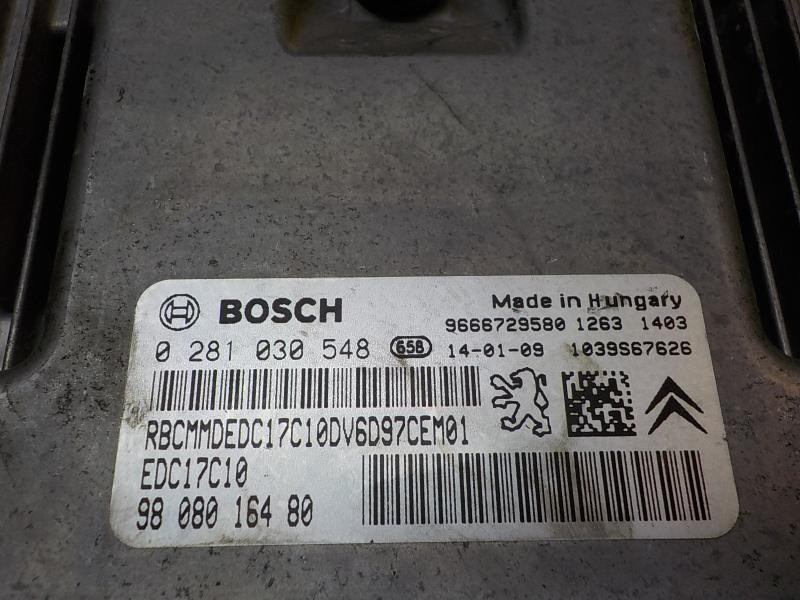 BOSCH
Made in Hungary
9666729580 1263 1403
0 281 030 548 65B 14-01-09 1039S67626
RBCMMDEDC17C10DV6D97CEM01
EDC17C10
98 080 164 80